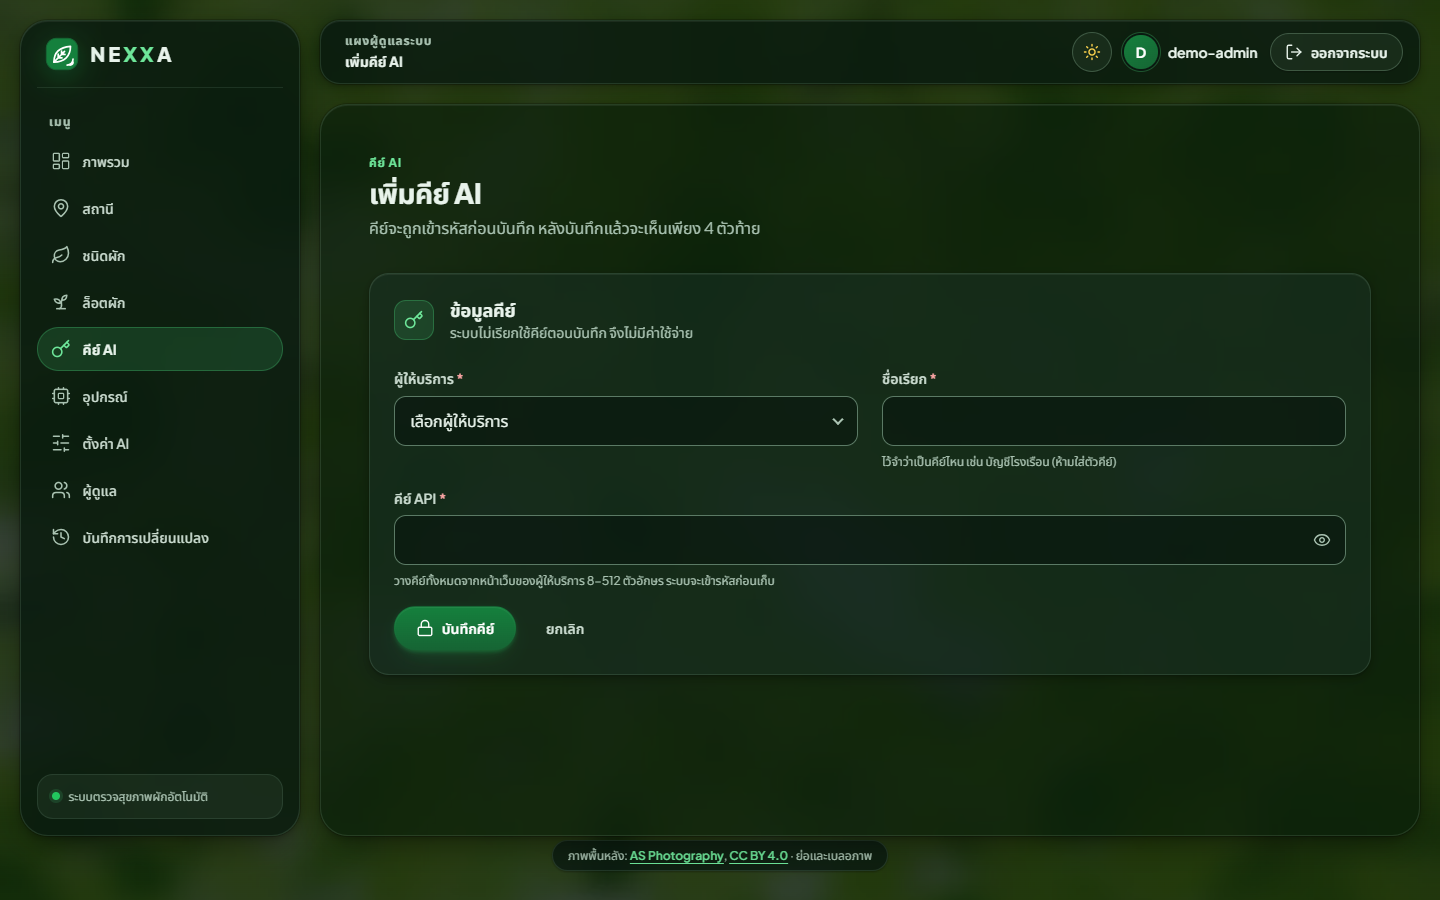 NEXXA
เมนู
ภาพรวม
สถานี
ชนิดผัก
ล็อตผัก
คีย์ AI
อุปกรณ์
ตั้งค่า AI
ผู้ดูแล
บันทึกการเปลี่ยนแปลง
ระบบตรวจสุขภาพผักอัตโนมัติ
แผงผู้ดูแลระบบ
เพิ่มคีย์ AI
D demo-admin ออกจากระบบ
คีย์ AI
เพิ่มคีย์ AI
คีย์จะถูกเข้ารหัสก่อนบันทึก หลังบันทึกแล้วจะเห็นเพียง 4 ตัวท้าย
ข้อมูลคีย์
ระบบไม่เรียกใช้คีย์ตอนบันทึก จึงไม่มีค่าใช้จ่าย
ผู้ให้บริการ *
เลือกผู้ให้บริการ
ชื่อเรียก *
ไว้จำว่าเป็นคีย์ไหน เช่น บัญชีโรงเรือน (ห้ามใส่ตัวคีย์)
คีย์ API *
วางคีย์ทั้งหมดจากหน้าเว็บของผู้ให้บริการ 8–512 ตัวอักษร ระบบจะเข้ารหัสก่อนเก็บ
บันทึกคีย์ ยกเลิก
ภาพพื้นหลัง: AS Photography, CC BY 4.0 · ย่อและเบลอภาพ